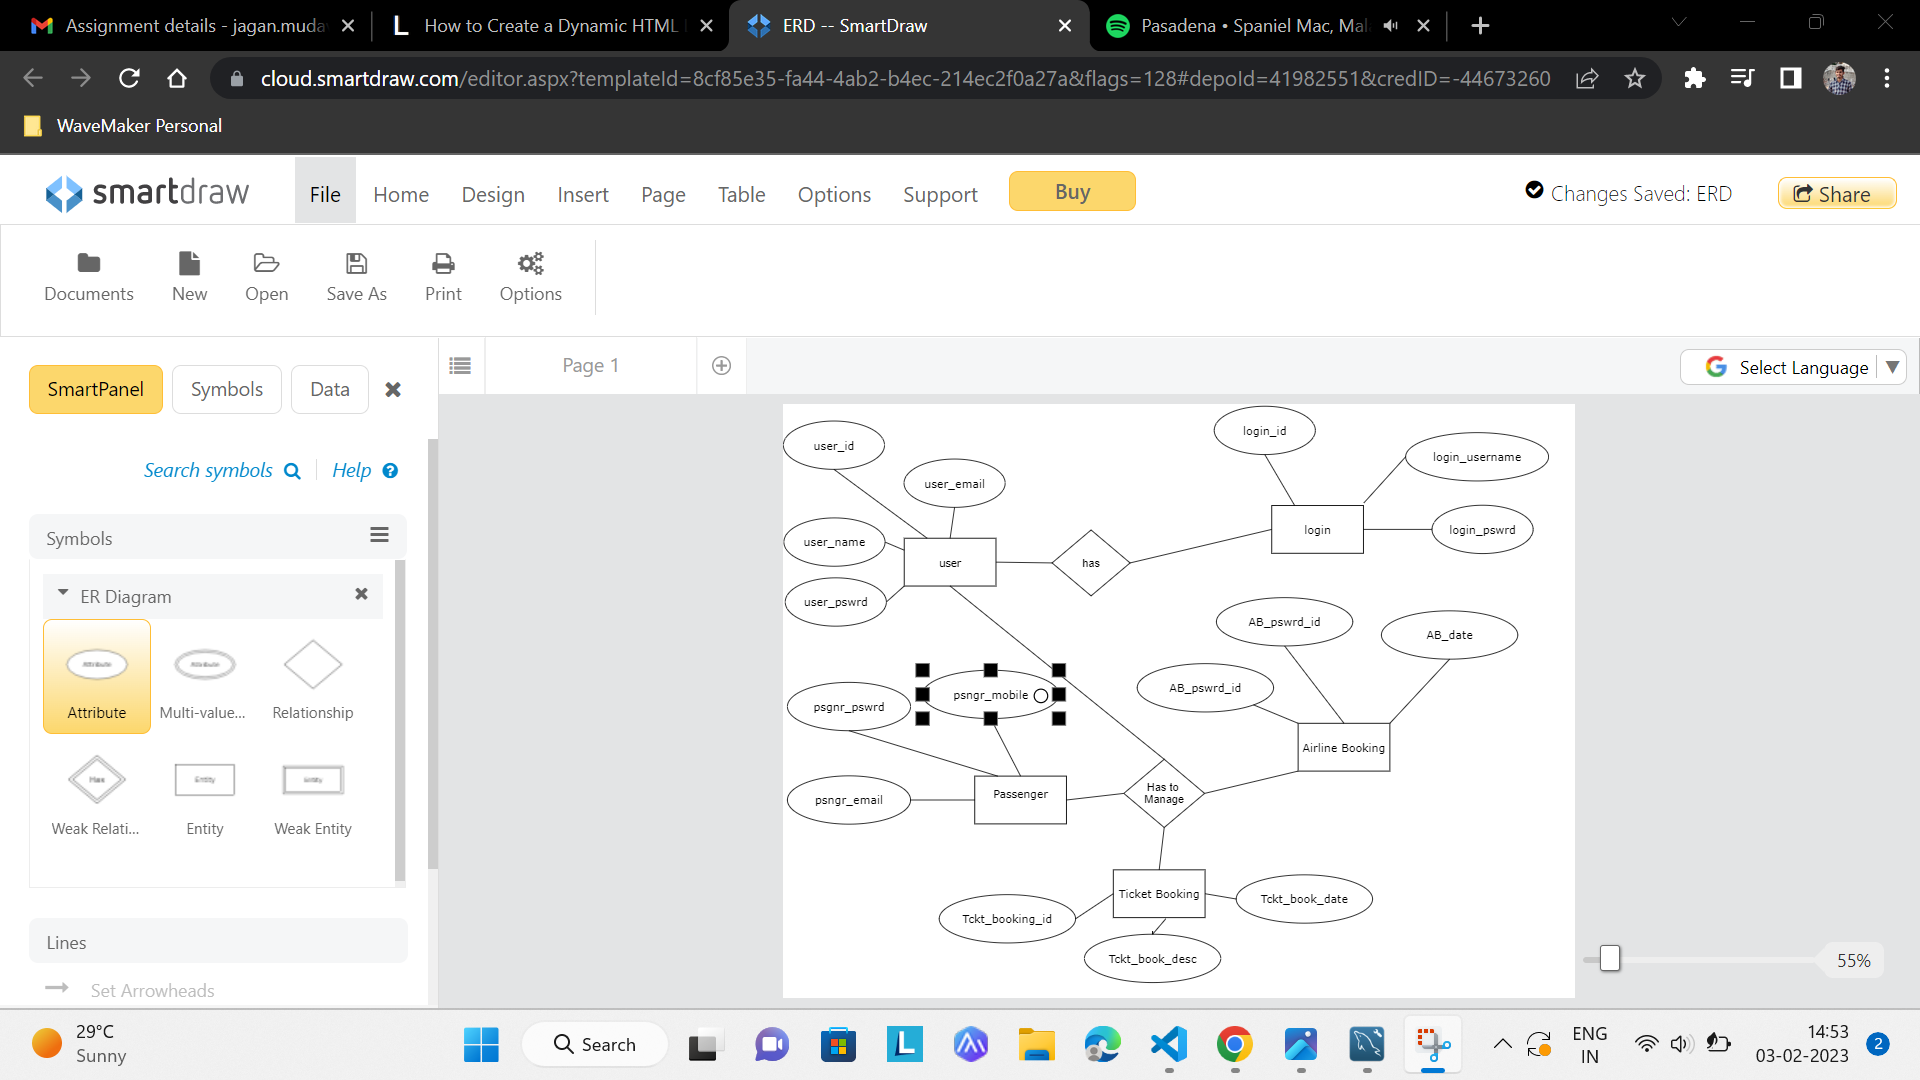 Assignment details - jagan.muda
How to Create a Dynamic HTML
ERD -- SmartDraw
Pasadena • Spaniel Mac, Mal
cloud.smartdraw.com/editor.aspx?templateId=8cf85e35-fa44-4ab2-b4ec-214ec2f0a27a&flags=128#depoId=41982551&credID=-44673260
WaveMaker Personal
smartdraw
File
Home
Design
Insert
Page
Table
Options
Support
Buy
Changes Saved: ERD
Share
Documents
New
Open
Save As
Print
Options
SmartPanel
Symbols
Data
Page 1
Select Language
Search symbols
Help
Symbols
ER Diagram
Attribute
Multi-value...
Relationship
Weak Relati...
Entity
Weak Entity
Lines
Set Arrowheads
user_id
user_email
user_name
user
user_pswrd
has
login_id
login_username
login
login_pswrd
AB_pswrd_id
AB_date
AB_pswrd_id
Airline Booking
psngr_mobile
psgnr_pswrd
psngr_email
Passenger
Has to
Manage
Ticket Booking
Tckt_booking_id
Tckt_book_date
Tckt_book_desc
55%
29°C
Sunny
Search
ENG
IN
14:53
03-02-2023
2